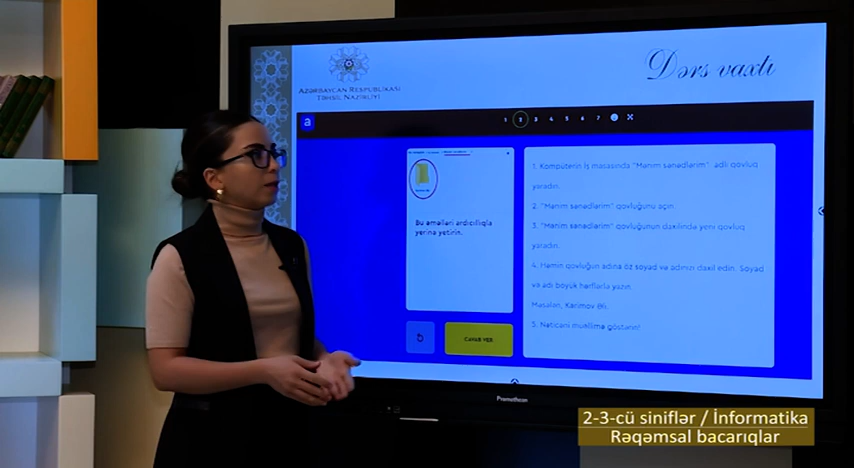 AZƏRBAYCAN RESPUBLİKASI
TƏHSİL NAZİRLİYİ
Dərs vaxtı
a
1 2 3 4 5 6 7
Bu əməlləri ardıcıllıqla
yerinə yetirin.
CAVAB VER
1. Kompüterin iş masasında "Mənim sənədlərim" adlı qovluq
yaradın.
2. "Mənim sənədlərim" qovluğunu açın.
3. "Mənim sənədlərim" qovluğunun daxilində yeni qovluq
yaradın.
4. Həmin qovluğun adına öz soyad və adınızı daxil edin. Soyad
və adı böyük hərflərlə yazın.
Məsələn, Kərimov Əli.
5. Nəticəni müəllimə göstərin!
Promethean
2-3-cü siniflər / İnformatika
Rəqəmsal bacarıqlar